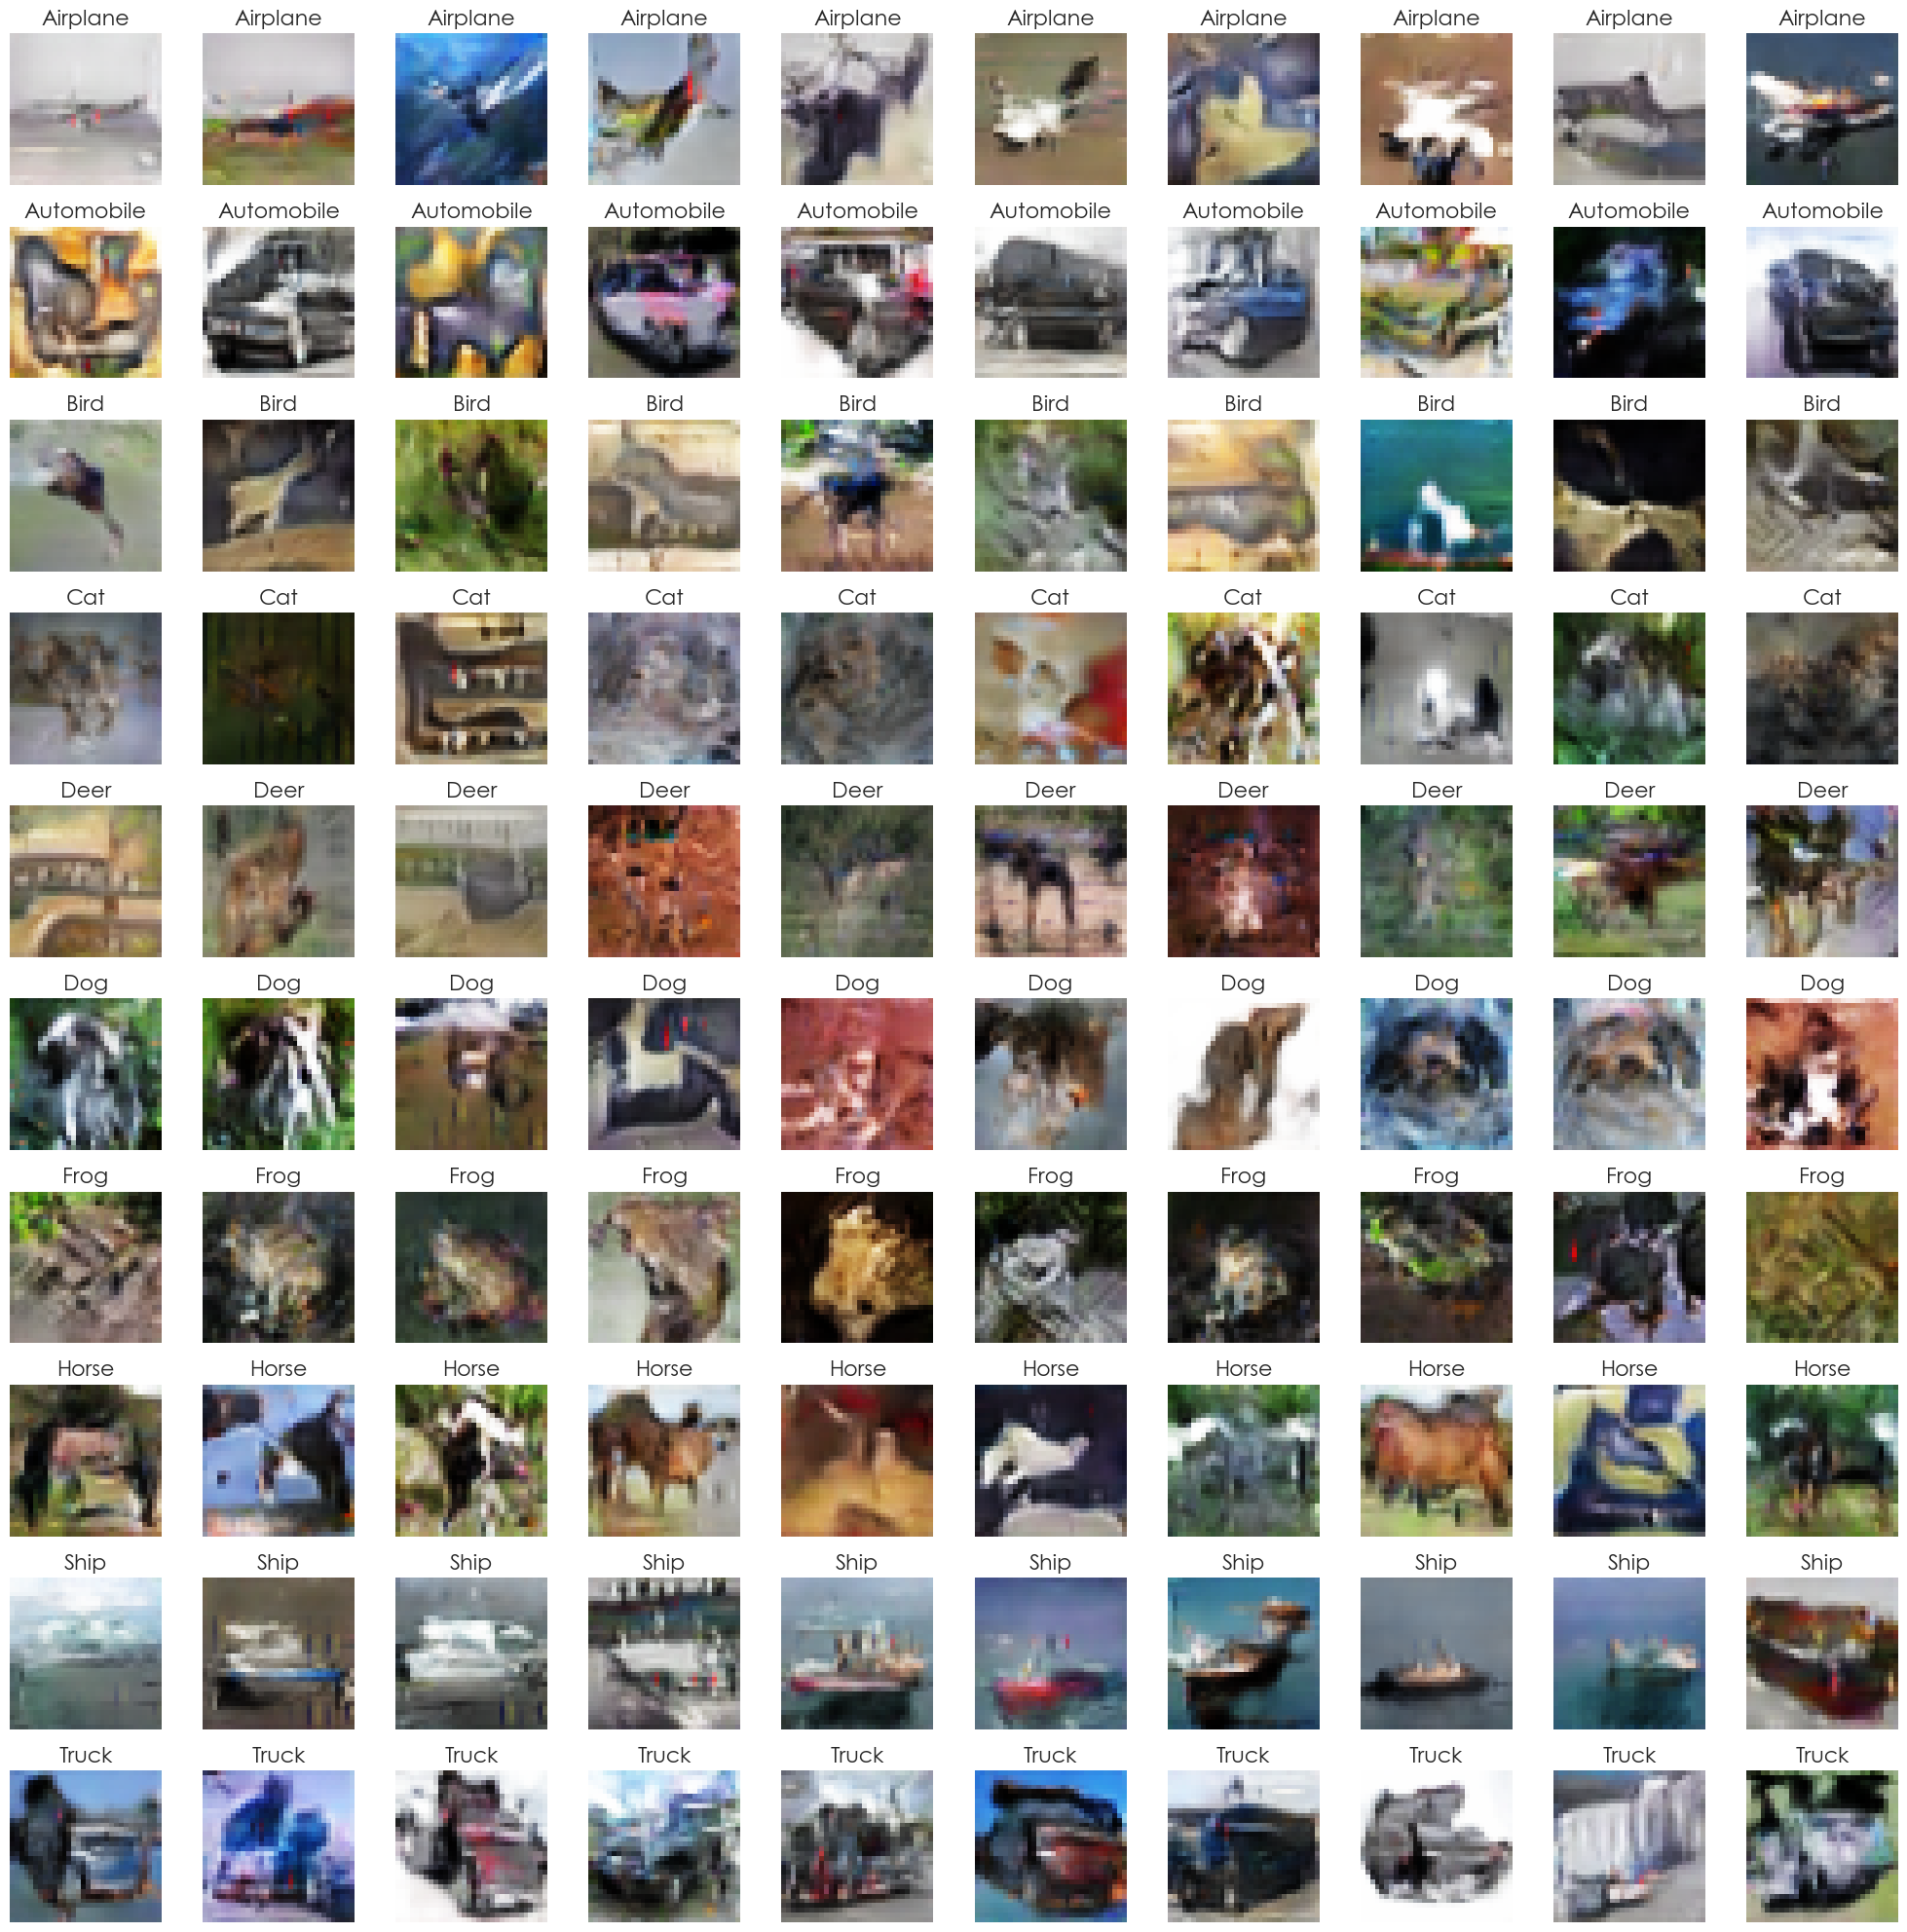 Airplane Airplane Airplane Airplane Airplane Airplane Airplane Airplane Airplane Airplane
Automobile Automobile Automobile Automobile Automobile Automobile Automobile Automobile Automobile Automobile
Bird Bird Bird Bird Bird Bird Bird Bird Bird Bird
Cat Cat Cat Cat Cat Cat Cat Cat Cat Cat
Deer Deer Deer Deer Deer Deer Deer Deer Deer Deer
Dog Dog Dog Dog Dog Dog Dog Dog Dog Dog
Frog Frog Frog Frog Frog Frog Frog Frog Frog Frog
Horse Horse Horse Horse Horse Horse Horse Horse Horse Horse
Ship Ship Ship Ship Ship Ship Ship Ship Ship Ship
Truck Truck Truck Truck Truck Truck Truck Truck Truck Truck